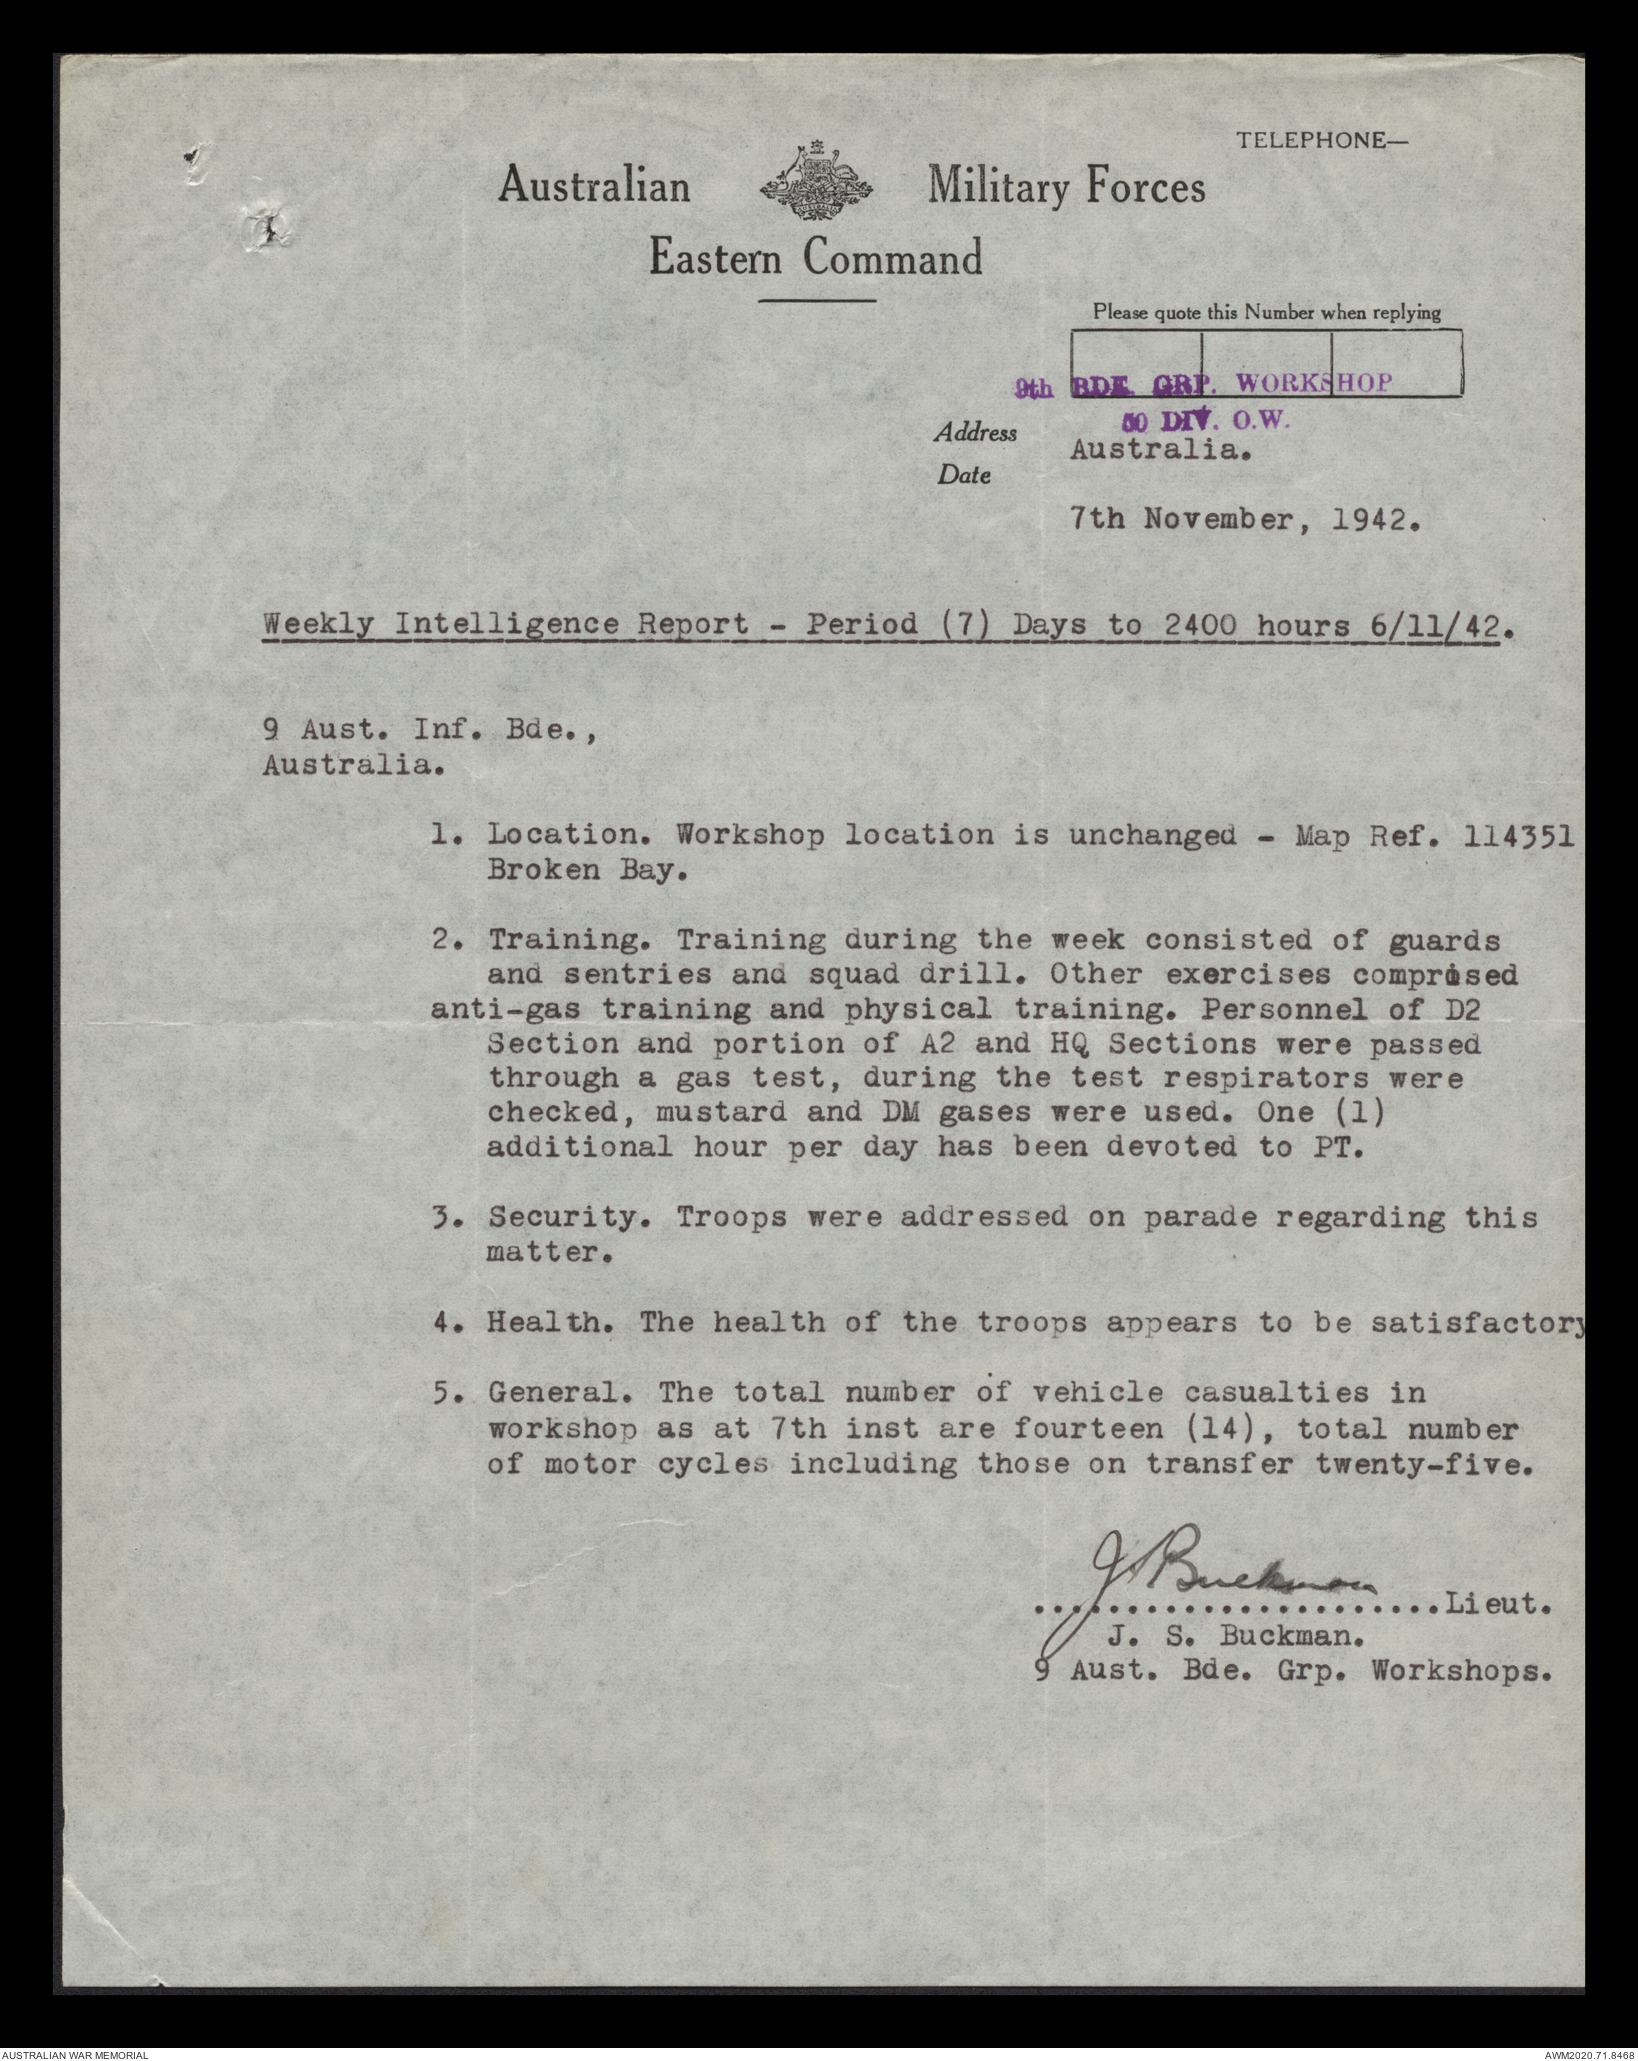 TELEPHONE—
Australian Military Forces
Eastern Command
Please quote this Number when replying
9th BDE. GRP. WORKSHOP
DIV. O.W.
Address
Australia.
Date
7th November, 1942.
Weekly Intelligence Report - Period (7) Days to 2400 hours 6/11/42.
9 Aust. Inf. Bde.,
Australia.
1. Location. Workshop location is unchanged - Map Ref. 114351
Broken Bay.
2. Training. Training during the week consisted of guards
and sentries and squad drill. Other exercises comprised
anti-gas training and physical training. Personnel of D2
Section and portion of A2 and HQ Sections were passed
through a gas test, during the test respirators were
checked, mustard and DM gases were used. One (1)
additional hour per day has been devoted to PT.
3. Security. Troops were addressed on parade regarding this
matter.
4. Health. The health of the troops appears to be satisfactory
5. General. The total number of vehicle casualties in
workshop as at 7th inst are fourteen (14), total number
of motor cycles including those on transfer twenty-five.
J S Buckman
......................Lieut.
J. S. Buckman.
9 Aust. Bde. Grp. Workshops.
AUSTRALIAN WAR MEMORIAL
AWM2020.71.8468